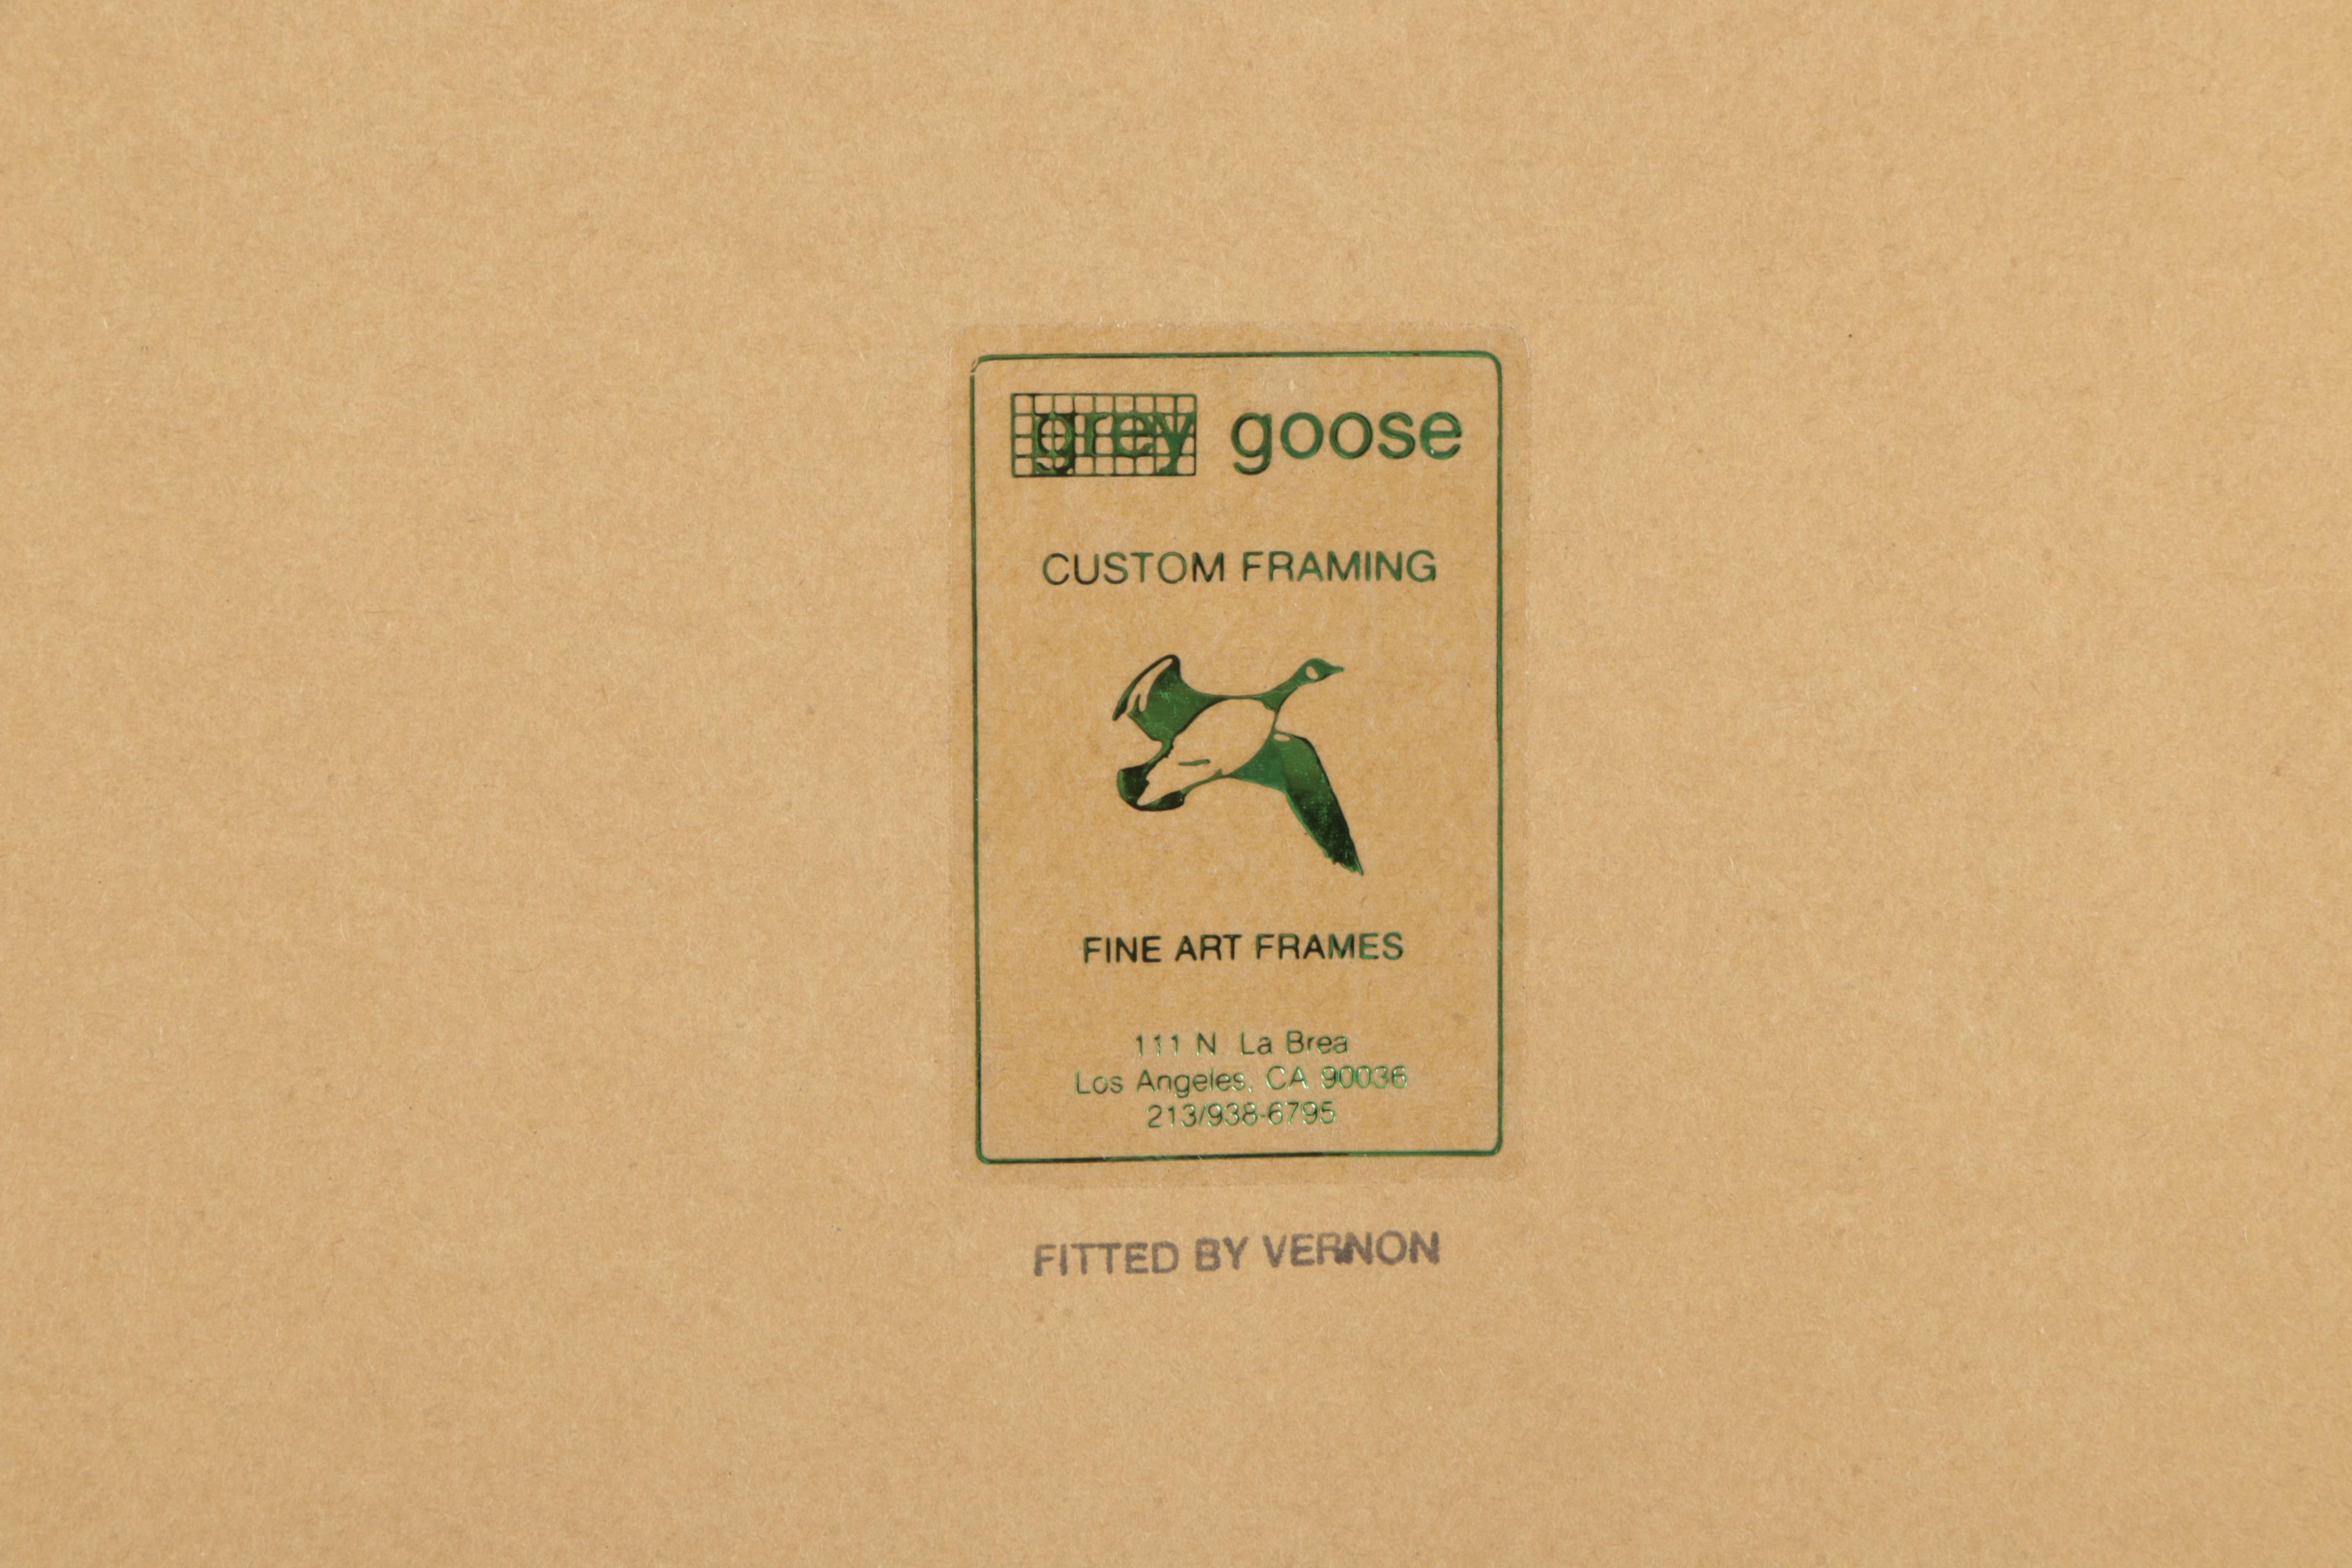 grey goose
CUSTOM FRAMING
FINE ART FRAMES
111 N La Brea
Los Angeles, CA 90036
213/938-6795
FITTED BY VERNON